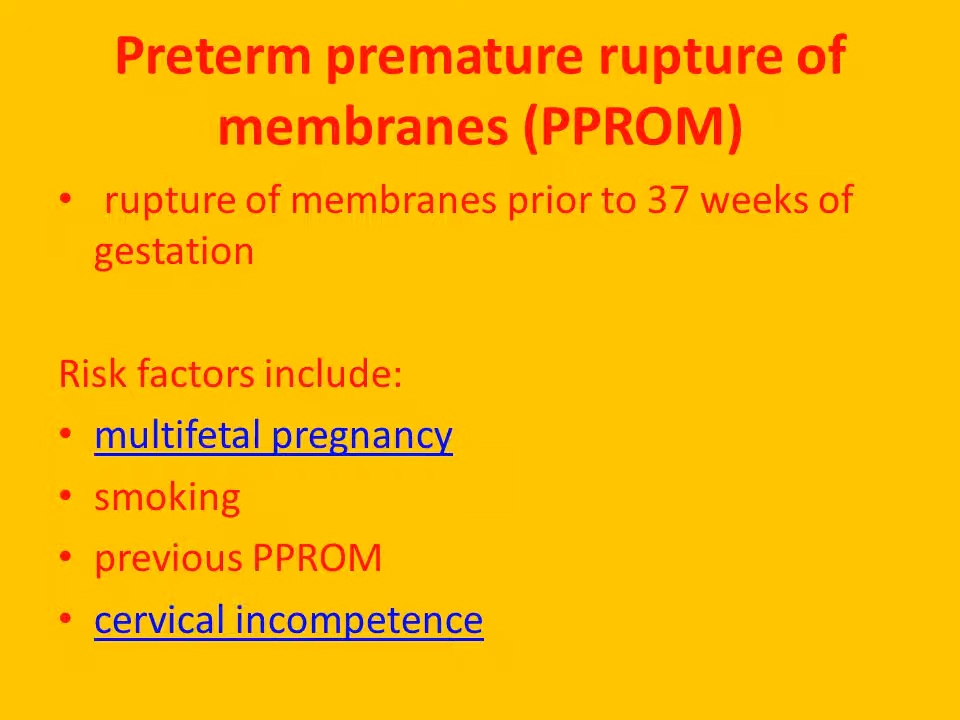 Preterm premature rupture of
membranes (PPROM)
• rupture of membranes prior to 37 weeks of
gestation
Risk factors include:
• multifetal pregnancy
• smoking
• previous PPROM
• cervical incompetence